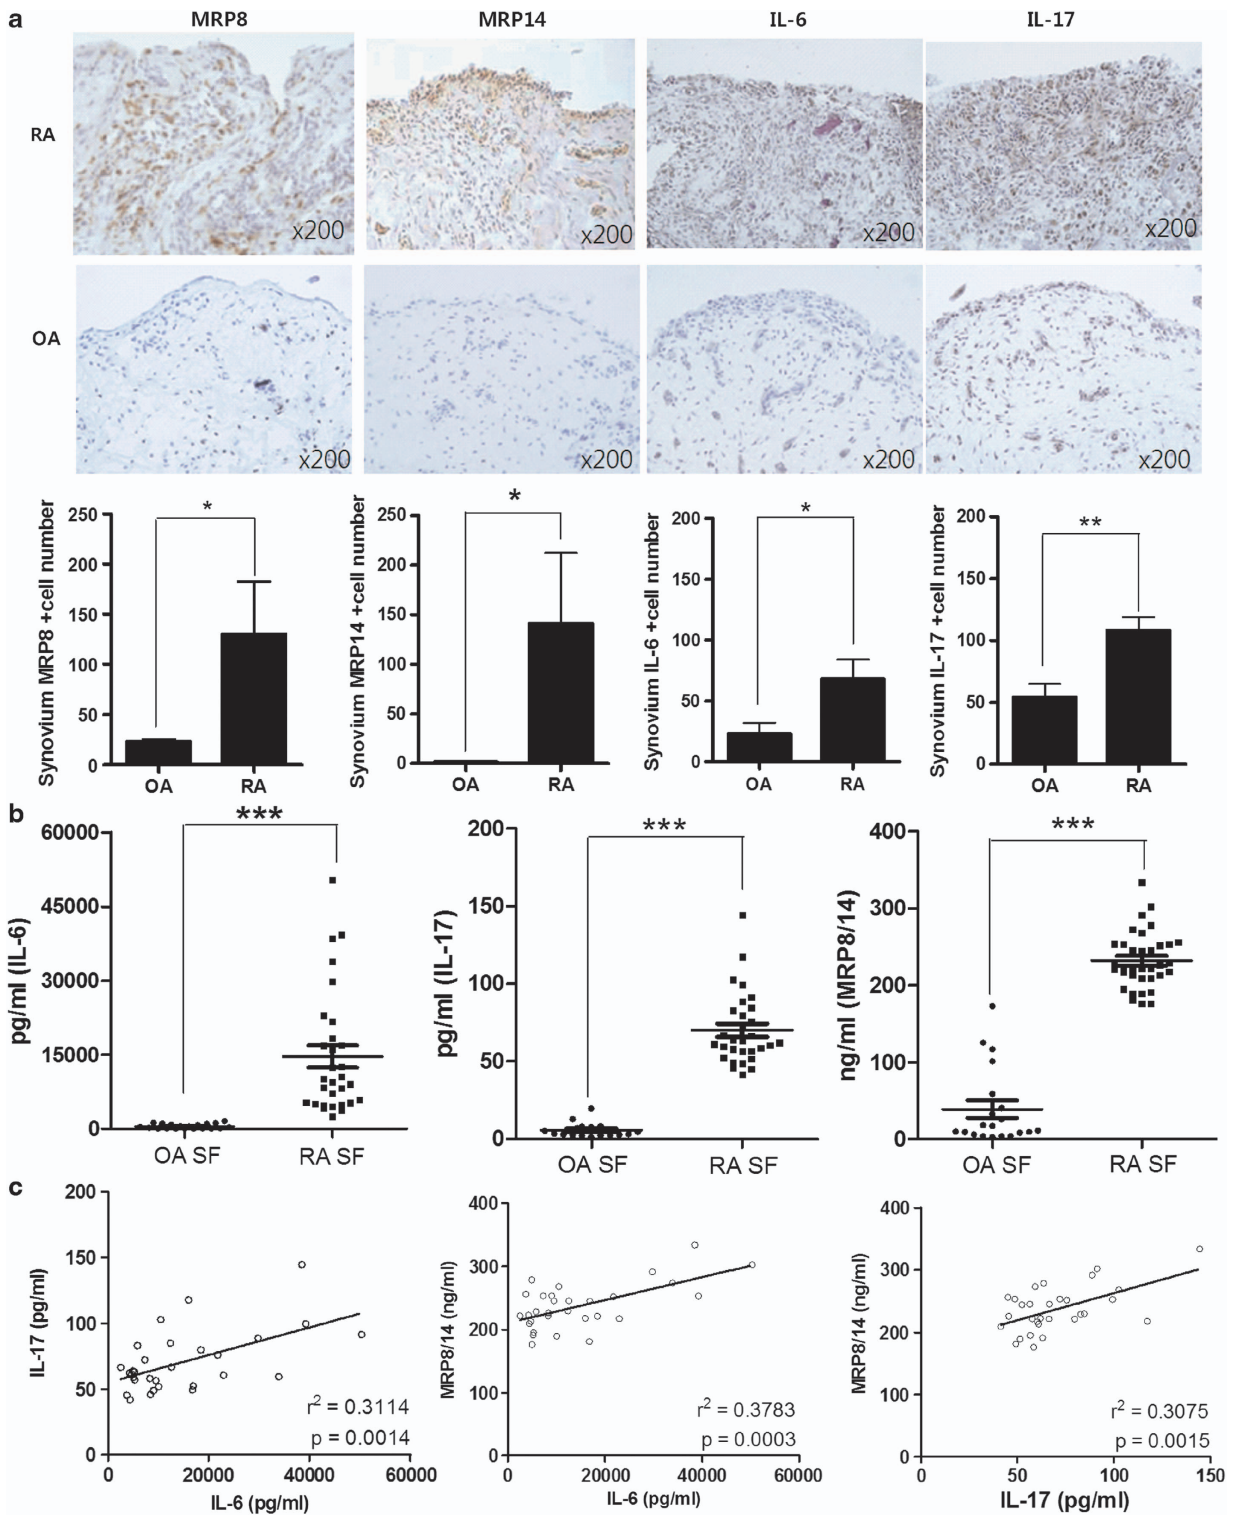 a
MRP8 MRP14 IL-6 IL-17
RA
x200 x200 x200 x200
OA
x200 x200 x200 x200
Synovium MRP8 +cell number
250
200
150
100
50
0
*
OA RA
Synovium MRP14 +cell number
250
200
150
100
50
0
*
OA RA
Synovium IL-6 +cell number
200
150
100
50
0
*
OA RA
Synovium IL-17 +cell number
200
150
100
50
0
**
OA RA
b
pg/ml (IL-6)
60000
45000
30000
15000
0
***
OA SF RA SF
pg/ml (IL-17)
200
150
100
50
0
***
OA SF RA SF
ng/ml (MRP8/14)
400
300
200
100
0
***
OA SF RA SF
c
IL-17 (pg/ml)
200
150
100
50
0
r² = 0.3114
p = 0.0014
0 20000 40000 60000
IL-6 (pg/ml)
MRP8/14 (ng/ml)
400
300
200
100
0
r² = 0.3783
p = 0.0003
0 20000 40000 60000
IL-6 (pg/ml)
MRP8/14 (ng/ml)
400
300
200
100
0
r² = 0.3075
p = 0.0015
0 50 100 150
IL-17 (pg/ml)